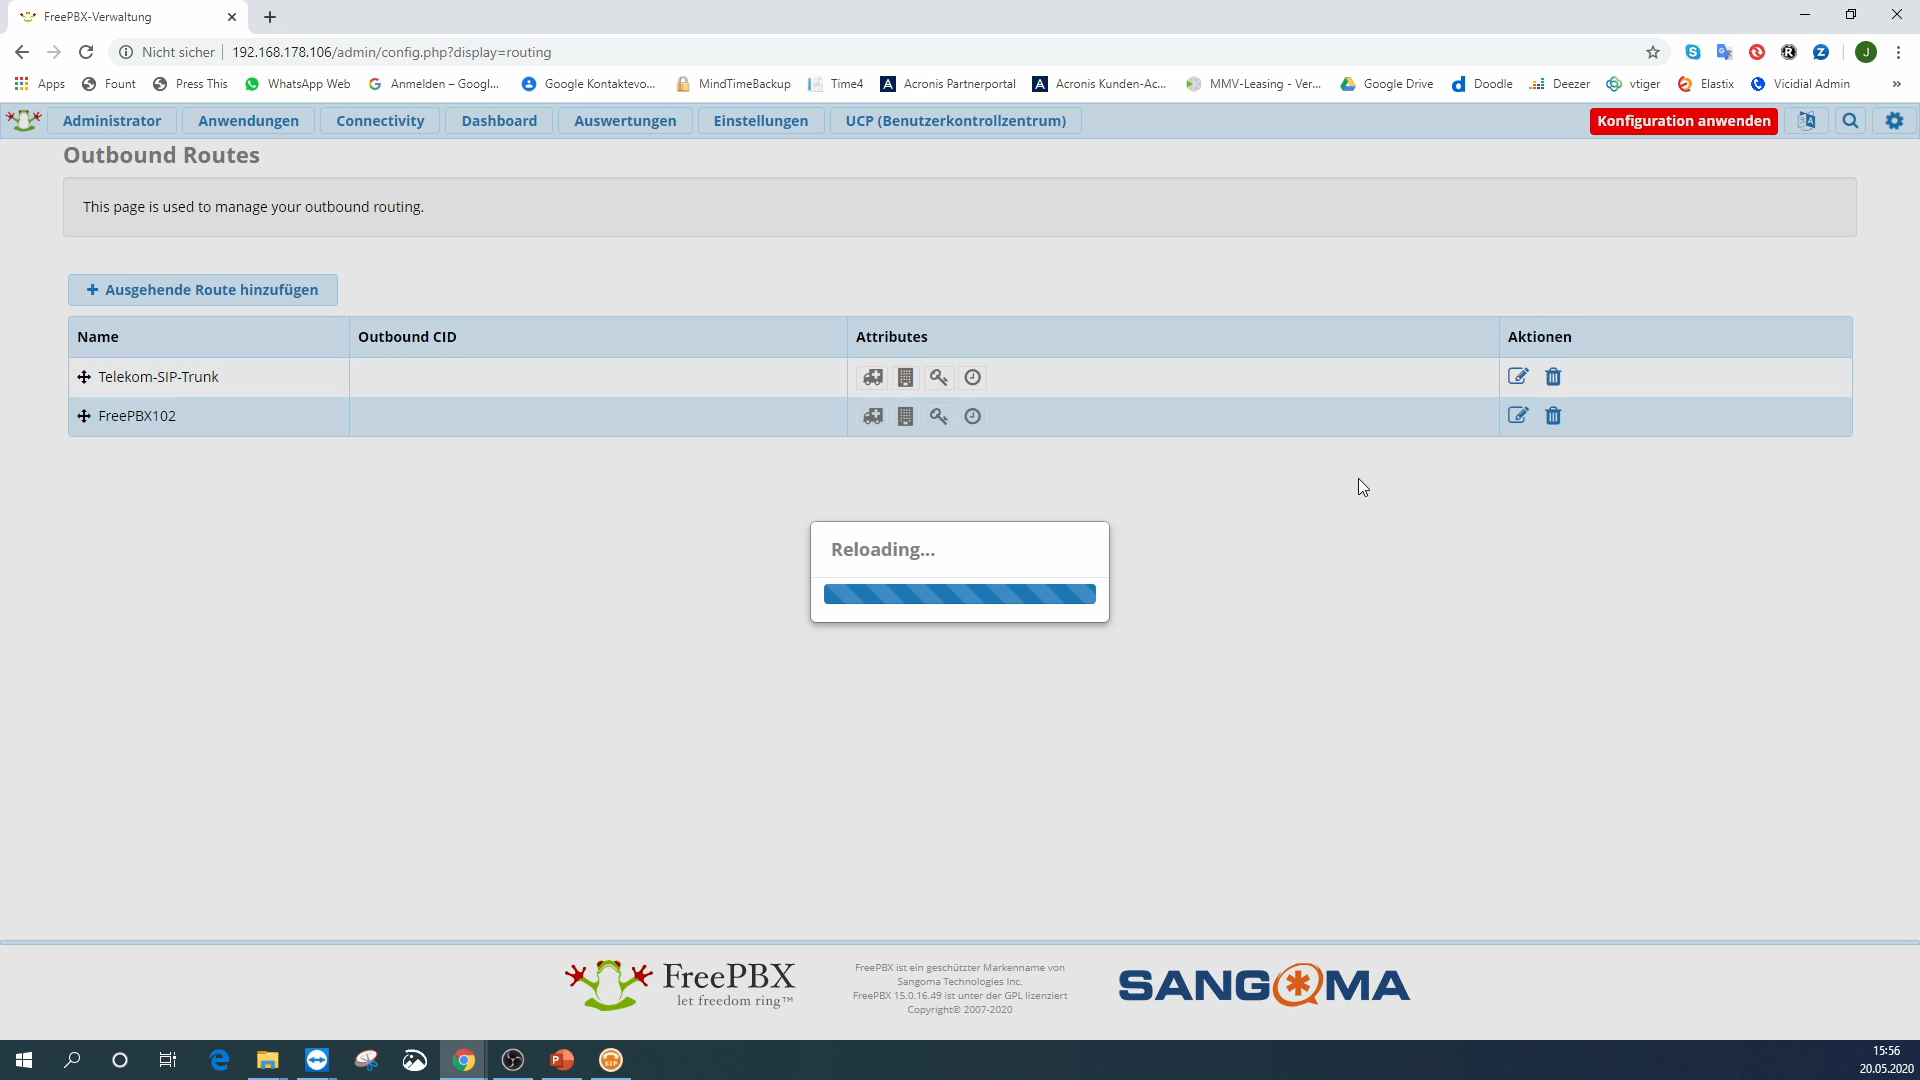 FreePBX-Verwaltung
Nicht sicher 192.168.178.106/admin/config.php?display=routing
J
Apps Fount Press This WhatsApp Web Anmelden – Googl... Google Kontaktevo... MindTimeBackup Time4 Acronis Partnerportal Acronis Kunden-Ac... MMV-Leasing - Ver... Google Drive Doodle Deezer vtiger Elastix Vicidial Admin »
Administrator Anwendungen Connectivity Dashboard Auswertungen Einstellungen UCP (Benutzerkontrollzentrum) Konfiguration anwenden
Outbound Routes
This page is used to manage your outbound routing.
+ Ausgehende Route hinzufügen
Name Outbound CID Attributes Aktionen
Telekom-SIP-Trunk
FreePBX102
Reloading...
FreePBX
let freedom ring™
FreePBX ist ein geschützter Markenname von
Sangoma Technologies Inc.
FreePBX 15.0.16.49 ist unter der GPL lizenziert
Copyright© 2007-2020
SANGOMA
15:56
20.05.2020